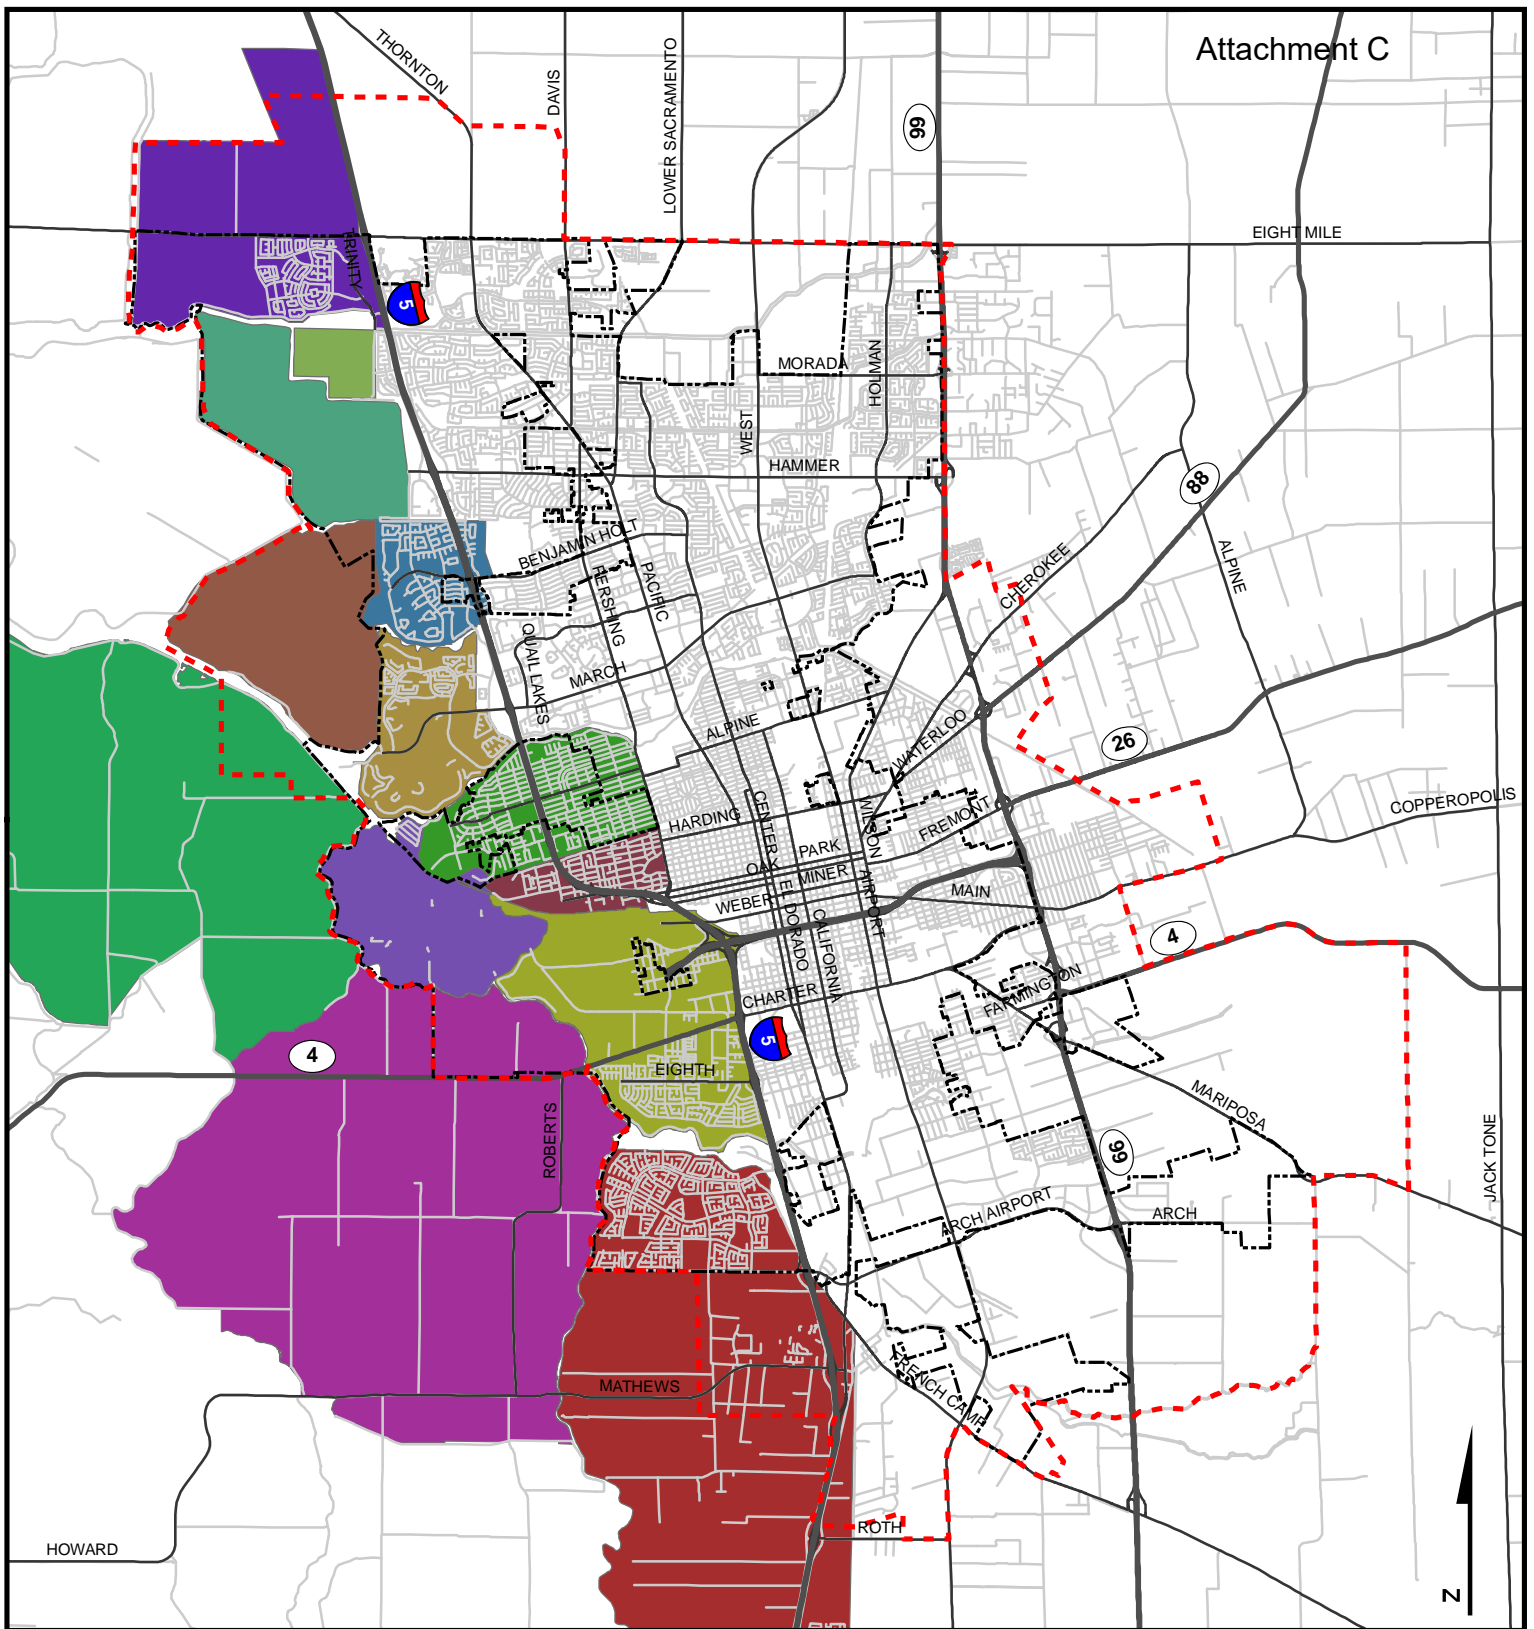 Attachment C
THORNTON
DAVIS
LOWER SACRAMENTO
99
EIGHT MILE
TRINITY
5
MORADA
HOLMAN
WEST
HAMMER
88
BENJAMIN HOLT
PACIFIC
HERSHING
CHEROKEE
ALPINE
QUAIL LAKES
MARCH
ALPINE
WATERLOO
26
COPPEROPOLIS
HARDING
CENTER
WILSON
FREMONT
PARK
OAK
MINER
WEBER
MAIN
AIRPORT
EL DORADO
CALIFORNIA
4
CHARTER
FARMINGTON
5
4
EIGHTH
MARIPOSA
ROBERTS
99
JACK TONE
ARCH AIRPORT
ARCH
MATHEWS
FRENCH CAMP
ROTH
HOWARD
N